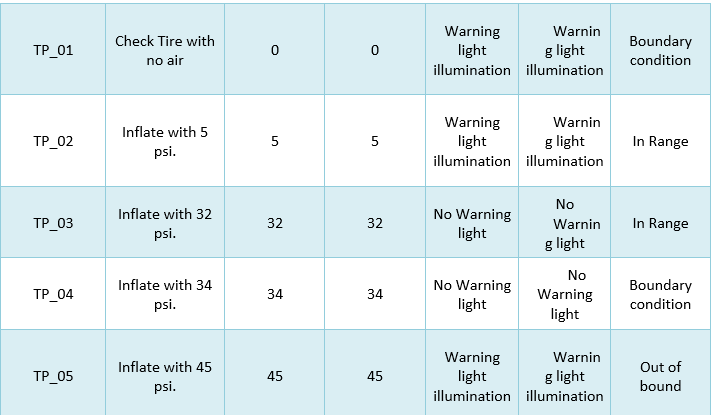 TP_01
Check Tire with
no air
0
0
Warning
light
illumination
Warnin
g light
illumination
Boundary
condition
TP_02
Inflate with 5
psi.
5
5
Warning
light
illumination
Warnin
g light
illumination
In Range
TP_03
Inflate with 32
psi.
32
32
No Warning
light
No
Warnin
g light
In Range
TP_04
Inflate with 34
psi.
34
34
No Warning
light
No
Warning
light
Boundary
condition
TP_05
Inflate with 45
psi.
45
45
Warning
light
illumination
Warnin
g light
illumination
Out of
bound